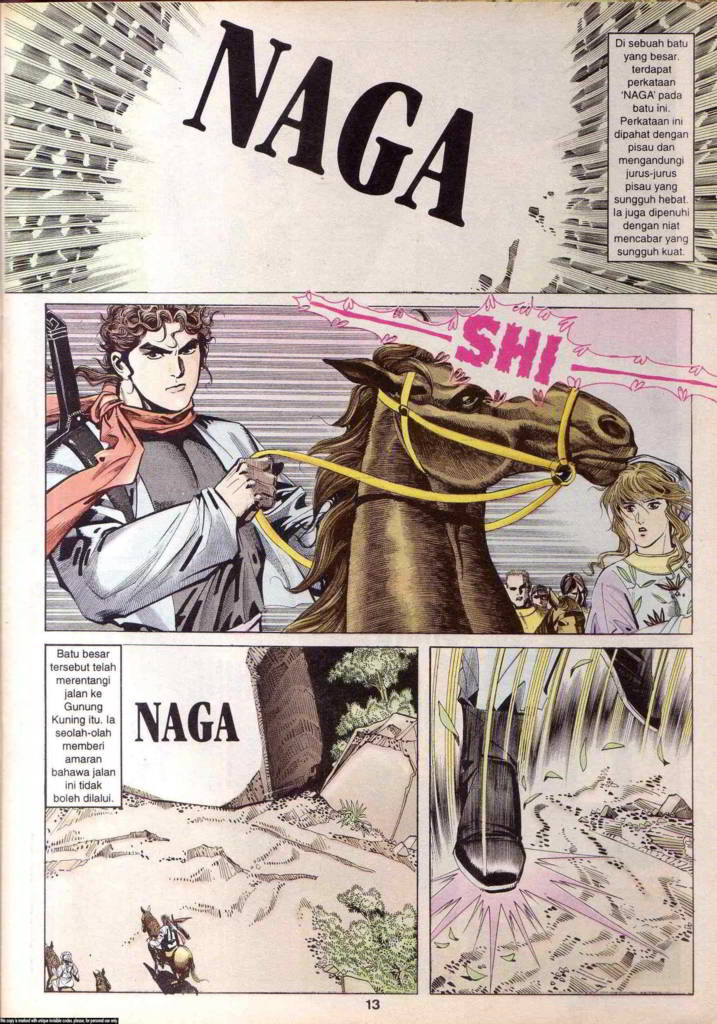 NAGA
Di sebuah batu
yang besar.
terdapat
perkataan
'NAGA' pada
batu ini.
Perkataan ini
dipahat dengan
pisau dan
mengandungi
jurus-jurus
pisau yang
sungguh hebat.
Ia juga dipenuhi
dengan niat
mencabar yang
sungguh kuat.
SHI
Batu besar
tersebut telah
merentangi
jalan ke
Gunung
Kuning itu. Ia
seolah-olah
memberi
amaran
bahawa jalan
ini tidak
boleh dilalui.
NAGA
13